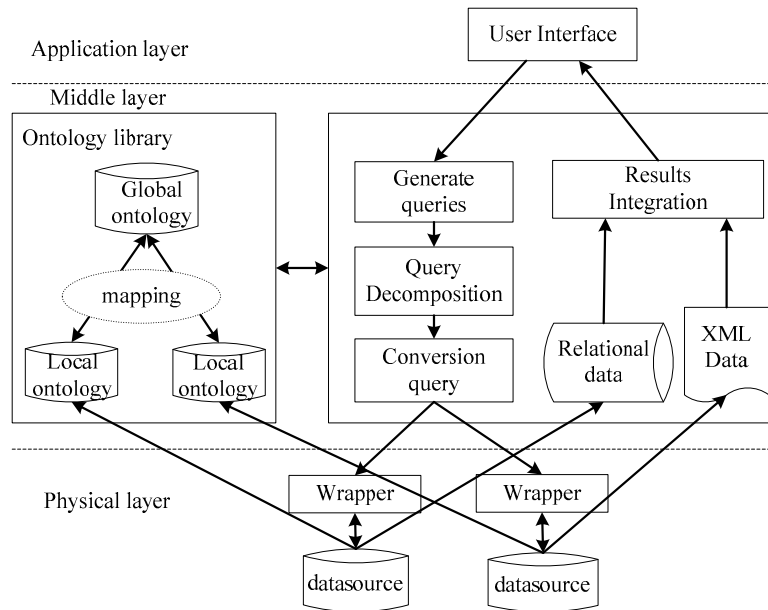 Application layer
User Interface
Middle layer
Ontology library
Global
ontology
mapping
Local
ontology
Local
ontology
Generate
queries
Query
Decomposition
Conversion
query
Results
Integration
Relational
data
XML
Data
Physical layer
Wrapper
Wrapper
datasource
datasource